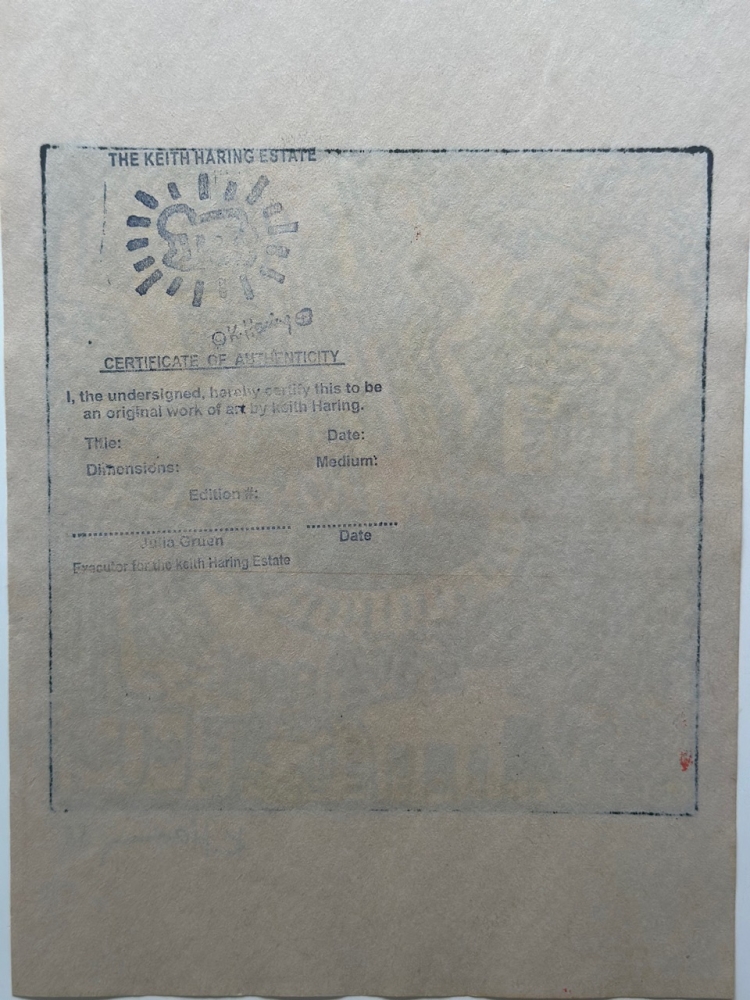 THE KEITH HARING ESTATE
K. Haring
CERTIFICATE OF AUTHENTICITY
I, the undersigned, hereby certify this to be
an original work of art by Keith Haring.
Title: Date:
Dimensions: Medium:
Edition #:
Julia Gruen Date
Executor for the Keith Haring Estate